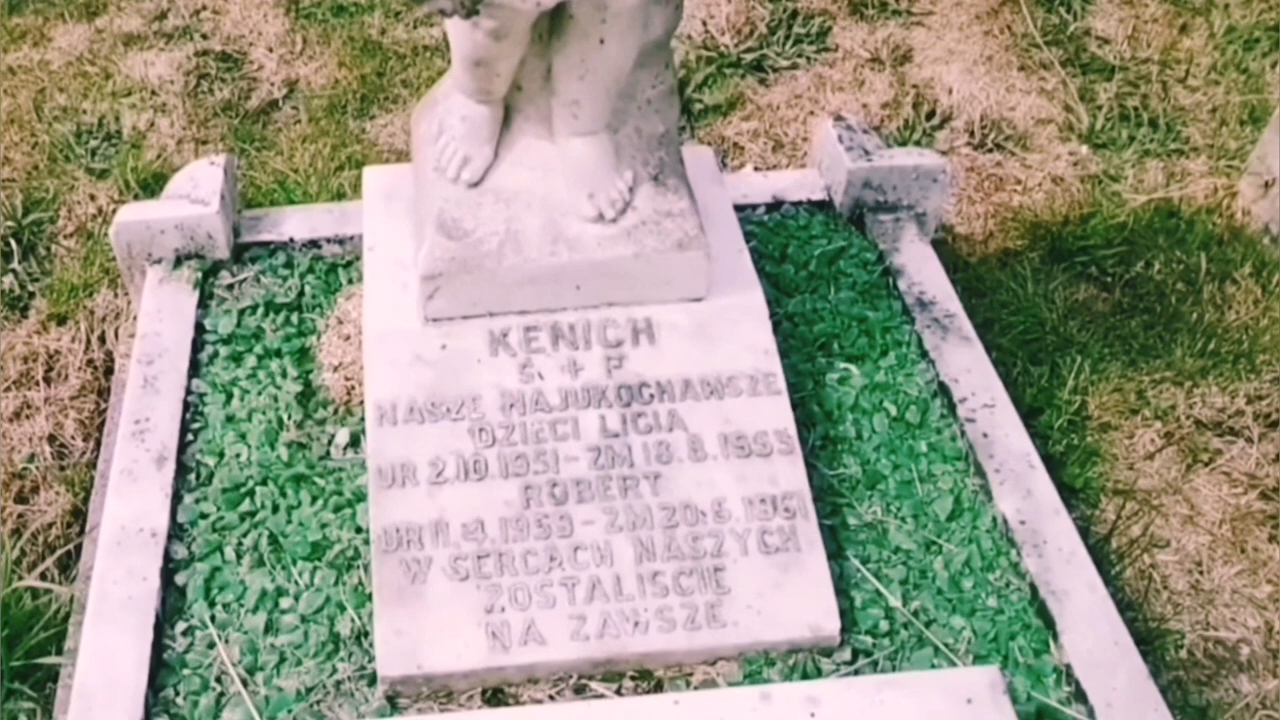 KENICH
Ś. + P.
NASZE NAJUKOCHANSZE
DZIECI LIGIA
UR 2.10.1951 - ZM 18.8.1953
ROBERT
UR 11.4.1959 - ZM 20.6.1961
W SERCACH NASZYCH
ZOSTALISCIE
NA ZAWSZE.